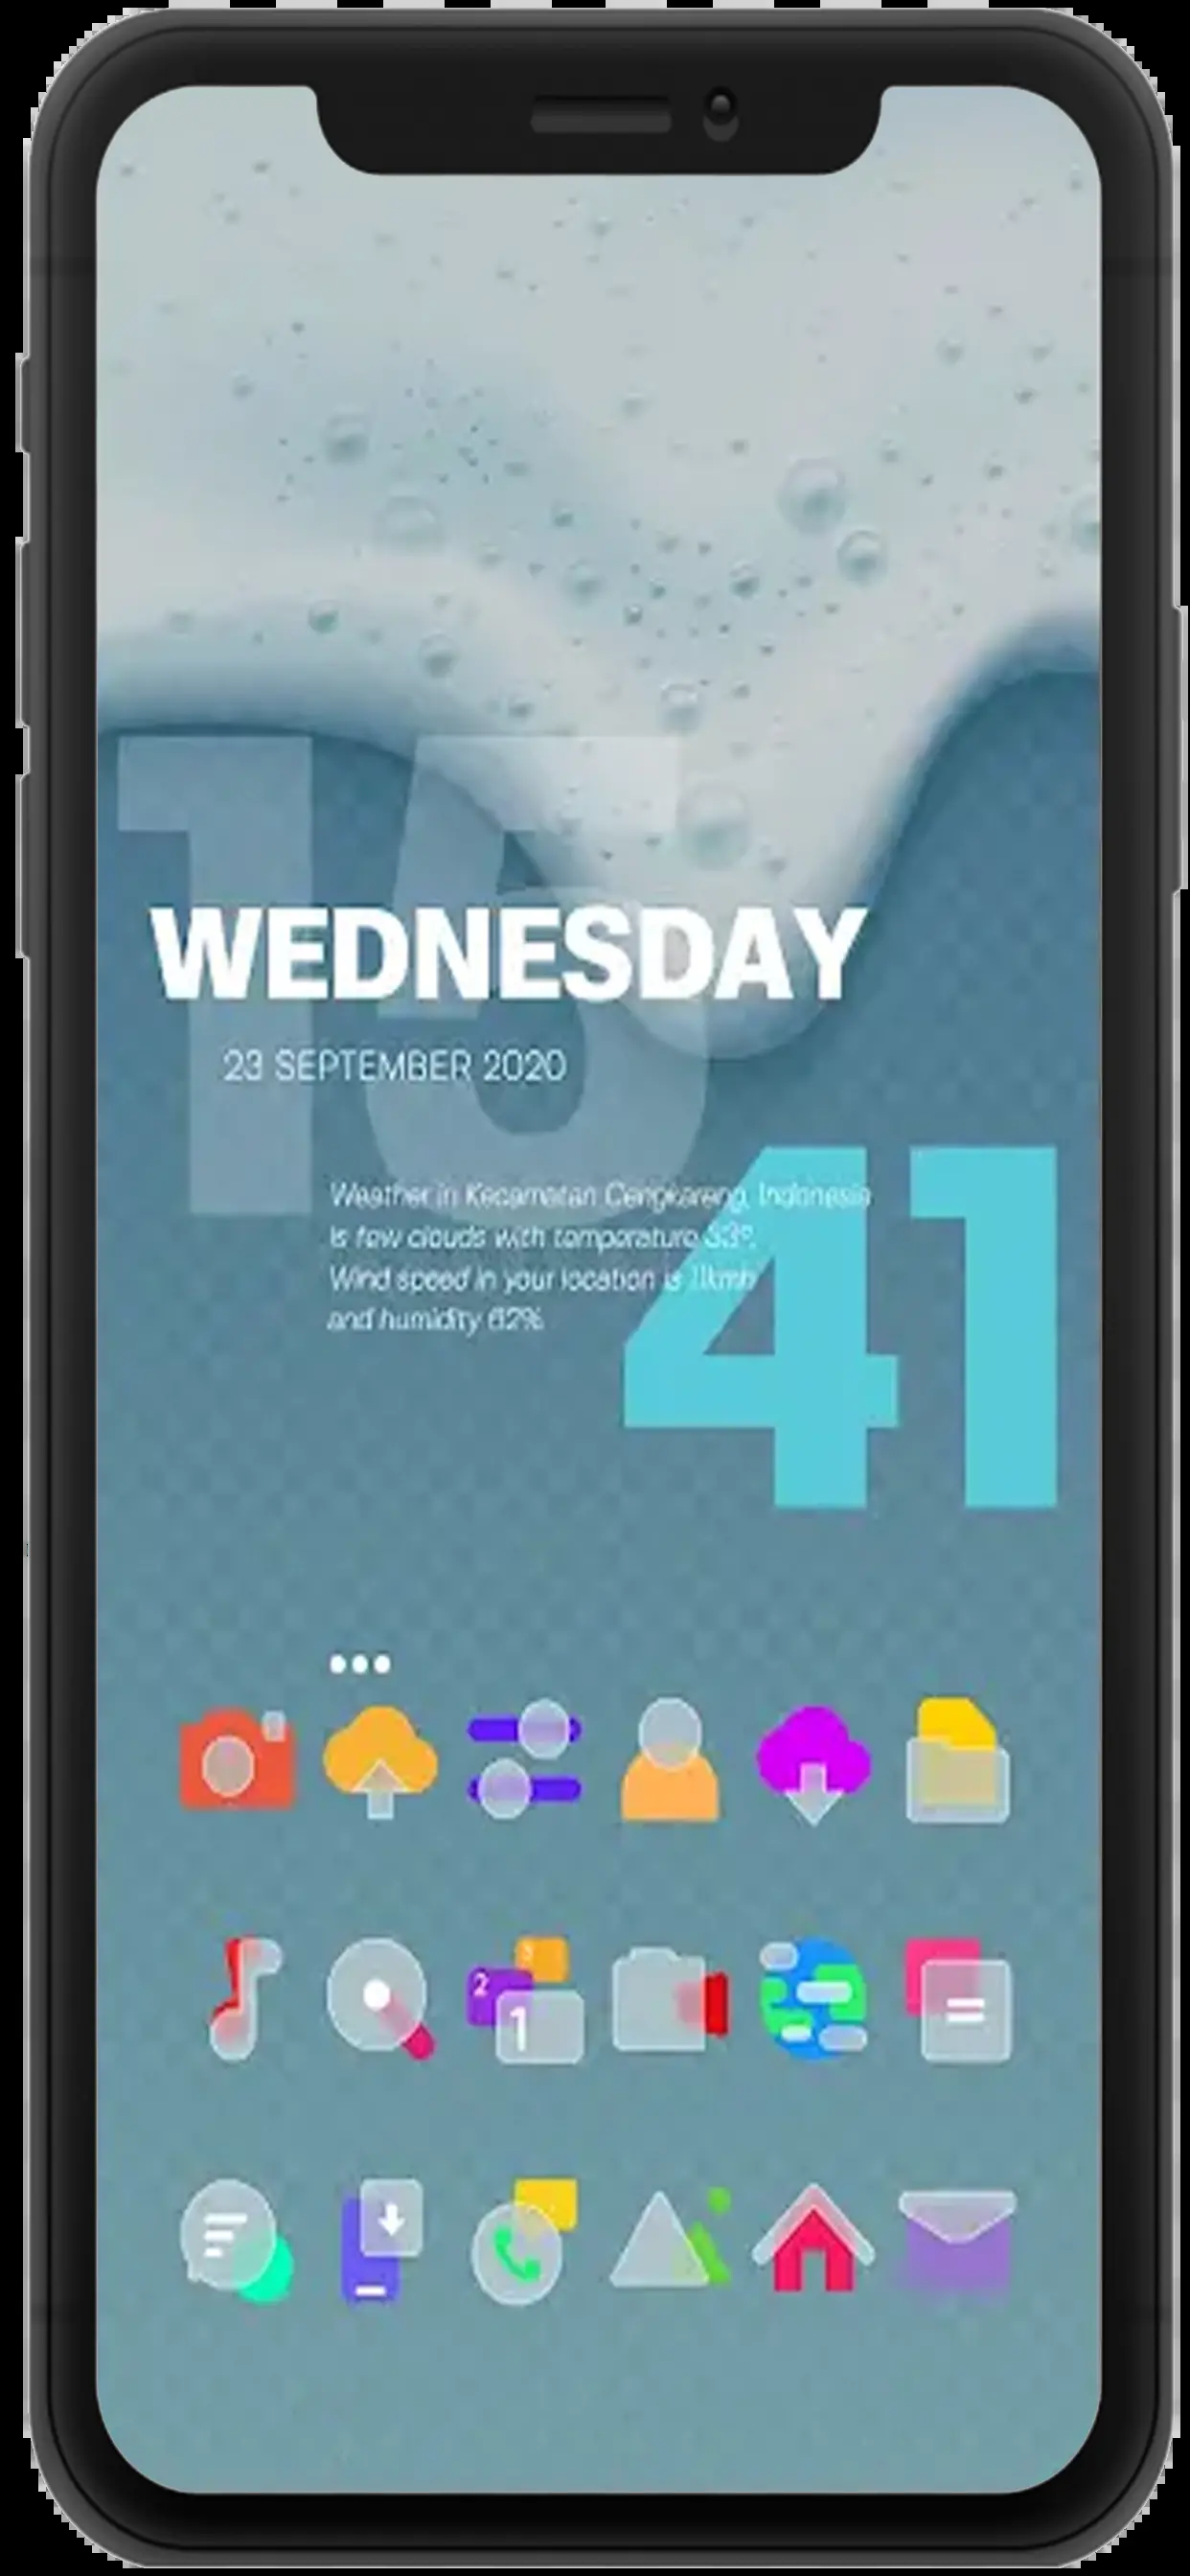 15
WEDNESDAY
23 SEPTEMBER 2020
41
Weather in Kecamatan Cengkareng, Indonesia
Is few clouds with temperature 33°.
Wind speed in your location is 11kmh
and humidity 62%
3
2
1